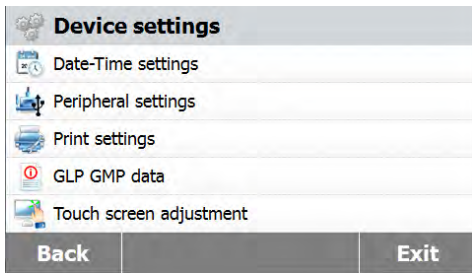 Device settings
Date-Time settings
Peripheral settings
Print settings
GLP GMP data
Touch screen adjustment
Back Exit